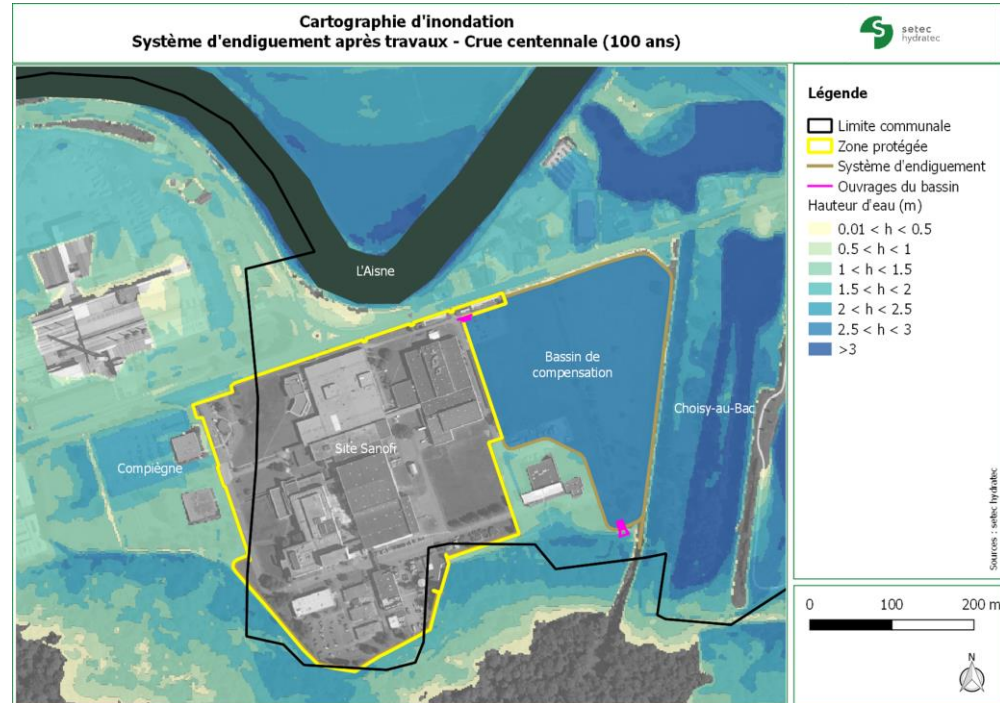 Cartographie d'inondation
Système d'endiguement après travaux - Crue centennale (100 ans)
setec
hydratec
L'Aisne
Bassin de
compensation
Choisy-au-Bac
Site Sanofi
Compiègne
Légende
Limite communale
Zone protégée
Système d'endiguement
Ouvrages du bassin
Hauteur d'eau (m)
0.01 < h < 0.5
0.5 < h < 1
1 < h < 1.5
1.5 < h < 2
2 < h < 2.5
2.5 < h < 3
>3
Sources : setec hydratec
0 100 200 m
N